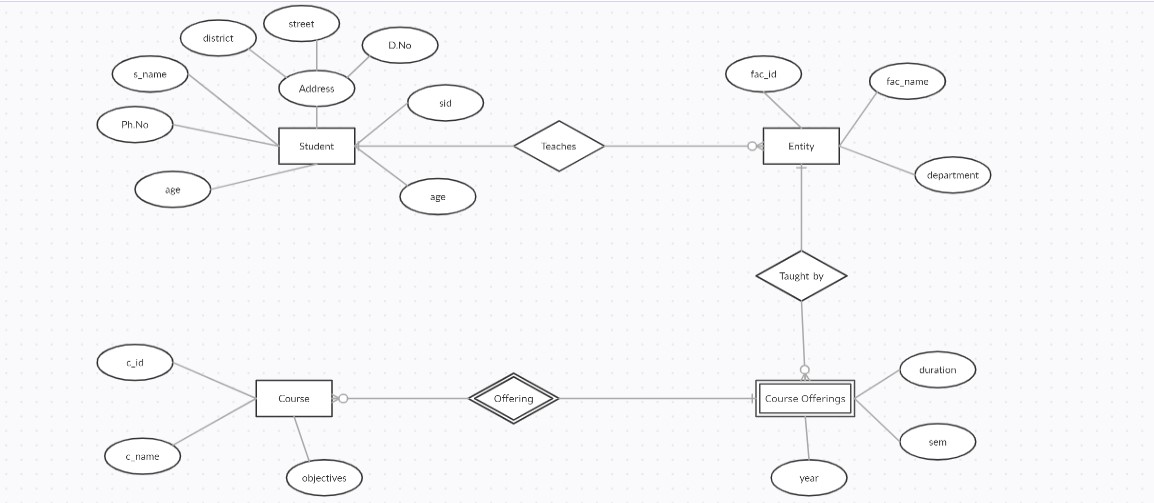 street
district
D.No
s_name
Address
fac_id
fac_name
sid
Ph.No
Student
Teaches
Entity
department
age
age
Taught by
c_id
duration
Course
Offering
Course Offerings
sem
c_name
objectives
year